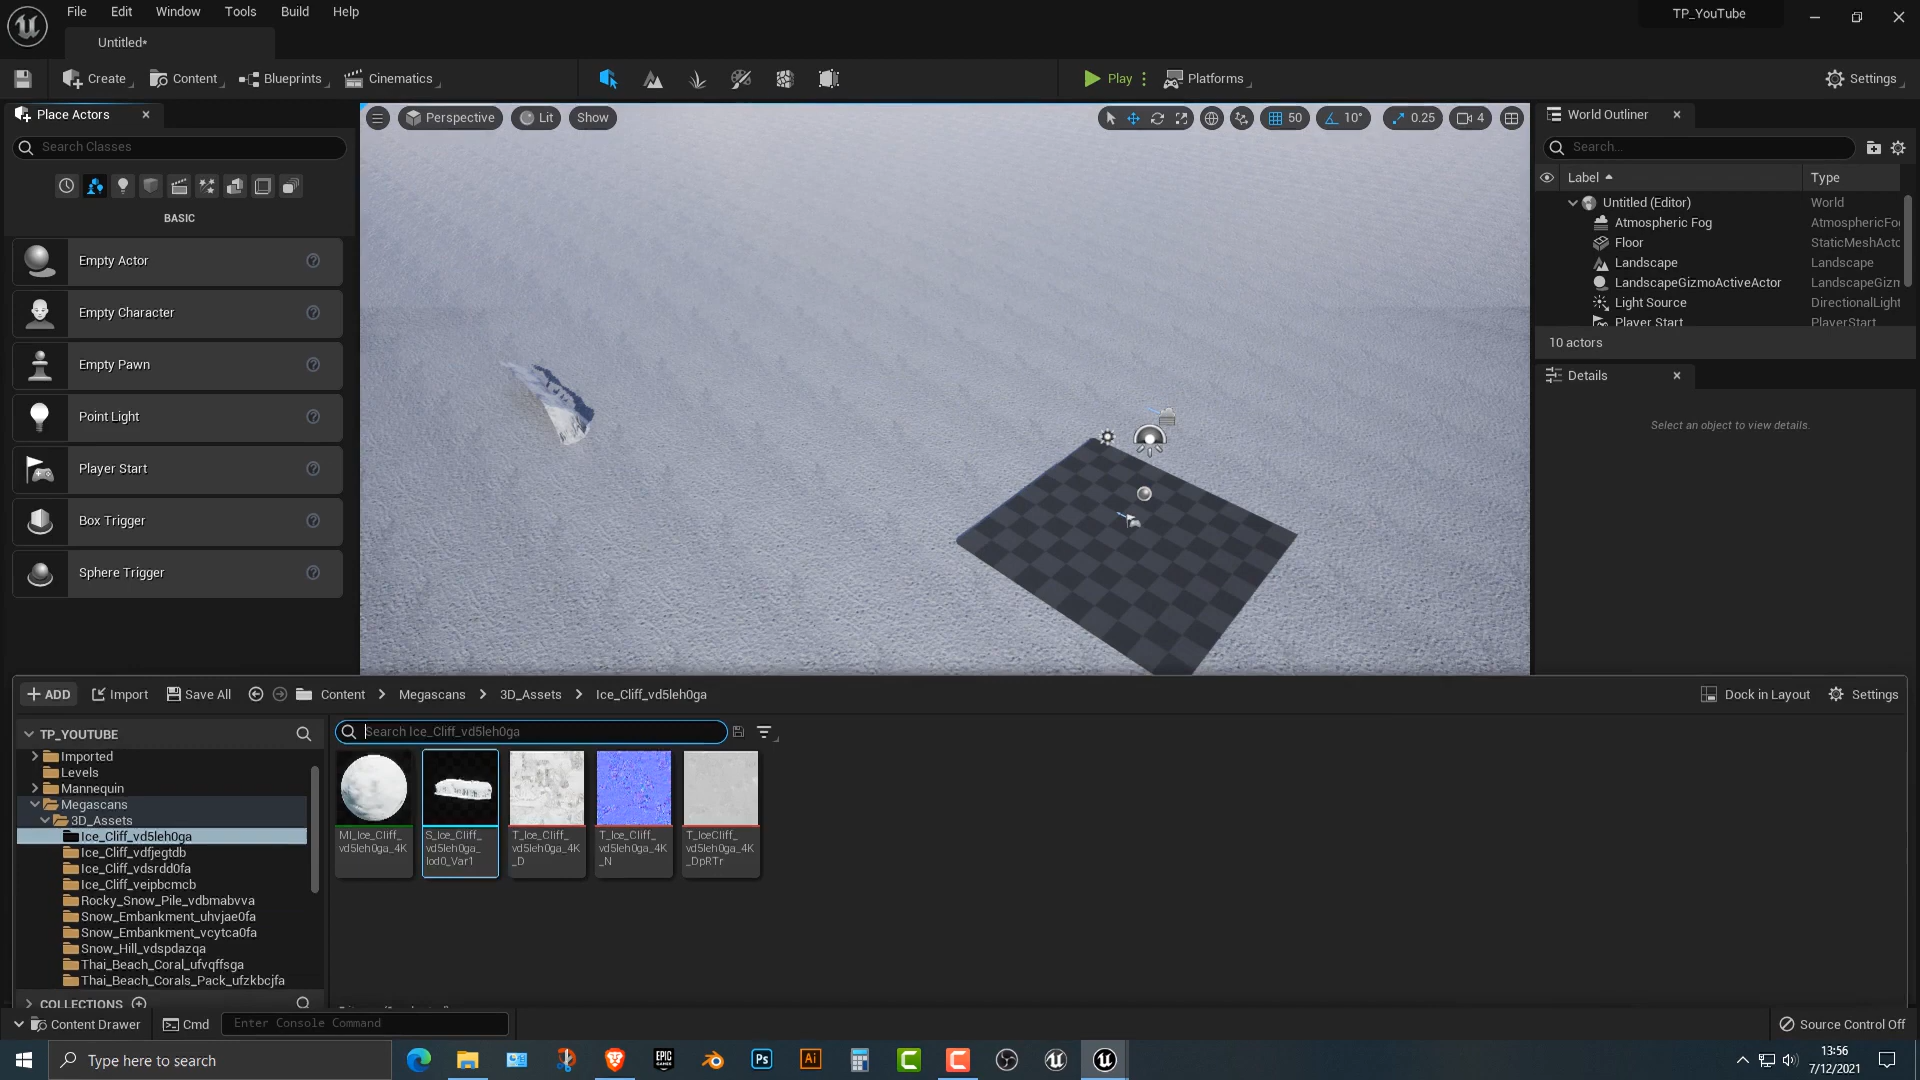 File Edit Window Tools Build Help
TP_YouTube
Untitled*
Create
Content
Blueprints
Cinematics
Play
Platforms
Settings
Place Actors
Search Classes
BASIC
Empty Actor
Empty Character
Empty Pawn
Point Light
Player Start
Box Trigger
Sphere Trigger
Perspective
Lit
Show
50
10°
0.25
4
World Outliner
Search...
Label
Type
Untitled (Editor) World
Atmospheric Fog AtmosphericFo
Floor StaticMeshActo
Landscape Landscape
LandscapeGizmoActiveActor LandscapeGizm
Light Source DirectionalLight
Player Start PlayerStart
10 actors
Details
Select an object to view details.
ADD
Import
Save All
Content
Megascans
3D_Assets
Ice_Cliff_vd5leh0ga
Dock in Layout
Settings
TP_YOUTUBE
Imported
Levels
Mannequin
Megascans
3D_Assets
Ice_Cliff_vd5leh0ga
Ice_Cliff_vdfjegtdb
Ice_Cliff_vdsrdd0fa
Ice_Cliff_veipbcmcb
Rocky_Snow_Pile_vdbmabvva
Snow_Embankment_uhvjae0fa
Snow_Embankment_vcytca0fa
Snow_Hill_vdspdazqa
Thai_Beach_Coral_ufvqffsga
Thai_Beach_Corals_Pack_ufzkbcjfa
COLLECTIONS
Search Ice_Cliff_vd5leh0ga
MI_Ice_Cliff_
vd5leh0ga_4K
S_Ice_Cliff_
vd5leh0ga_
lod0_Var1
T_Ice_Cliff_
vd5leh0ga_4K
_D
T_Ice_Cliff_
vd5leh0ga_4K
_N
T_IceCliff_
vd5leh0ga_4K
_DpRTr
Content Drawer
Cmd
Enter Console Command
Source Control Off
Type here to search
EPIC
GAMES
Ps
Ai
13:56
7/12/2021